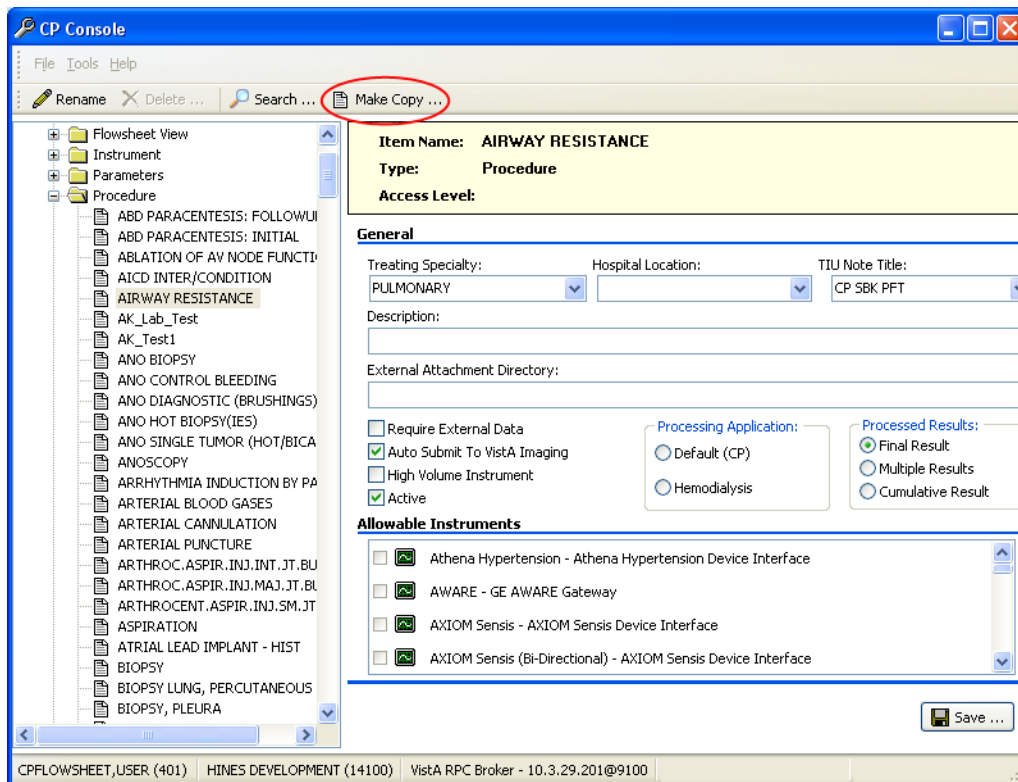 CP Console
File Tools Help
Rename Delete ... Search ... Make Copy ...
Flowsheet View
Instrument
Parameters
Procedure
ABD PARACENTESIS: FOLLOWUI
ABD PARACENTESIS: INITIAL
ABLATION OF AV NODE FUNCTI
AICD INTER/CONDITION
AIRWAY RESISTANCE
AK_Lab_Test
AK_Test1
ANO BIOPSY
ANO CONTROL BLEEDING
ANO DIAGNOSTIC (BRUSHINGS)
ANO HOT BIOPSY(IES)
ANO SINGLE TUMOR (HOT/BICA
ANOSCOPY
ARRHYTHMIA INDUCTION BY PA
ARTERIAL BLOOD GASES
ARTERIAL CANNULATION
ARTERIAL PUNCTURE
ARTHROC.ASPIR.INJ.INT.JT.BU
ARTHROC.ASPIR.INJ.MAJ.JT.BU
ARTHROCENT.ASPIR.INJ.SM.JT
ASPIRATION
ATRIAL LEAD IMPLANT - HIST
BIOPSY
BIOPSY LUNG, PERCUTANEOUS
BIOPSY, PLEURA
Item Name: AIRWAY RESISTANCE
Type: Procedure
Access Level:
General
Treating Specialty: Hospital Location: TIU Note Title:
PULMONARY CP SBK PFT
Description:
External Attachment Directory:
Require External Data
Auto Submit To VistA Imaging
High Volume Instrument
Active
Processing Application:
Default (CP)
Hemodialysis
Processed Results:
Final Result
Multiple Results
Cumulative Result
Allowable Instruments
Athena Hypertension - Athena Hypertension Device Interface
AWARE - GE AWARE Gateway
AXIOM Sensis - AXIOM Sensis Device Interface
AXIOM Sensis (Bi-Directional) - AXIOM Sensis Device Interface
Save ...
CPFLOWSHEET,USER (401) HINES DEVELOPMENT (14100) VistA RPC Broker - 10.3.29.201@9100